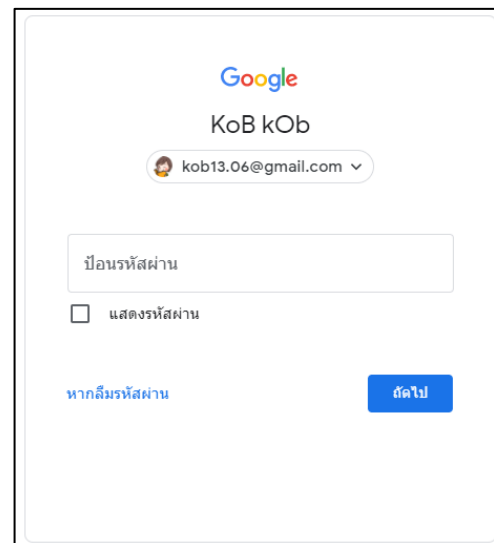 Google
KoB kOb
kob13.06@gmail.com
ป้อนรหัสผ่าน
แสดงรหัสผ่าน
หากลืมรหัสผ่าน
ถัดไป